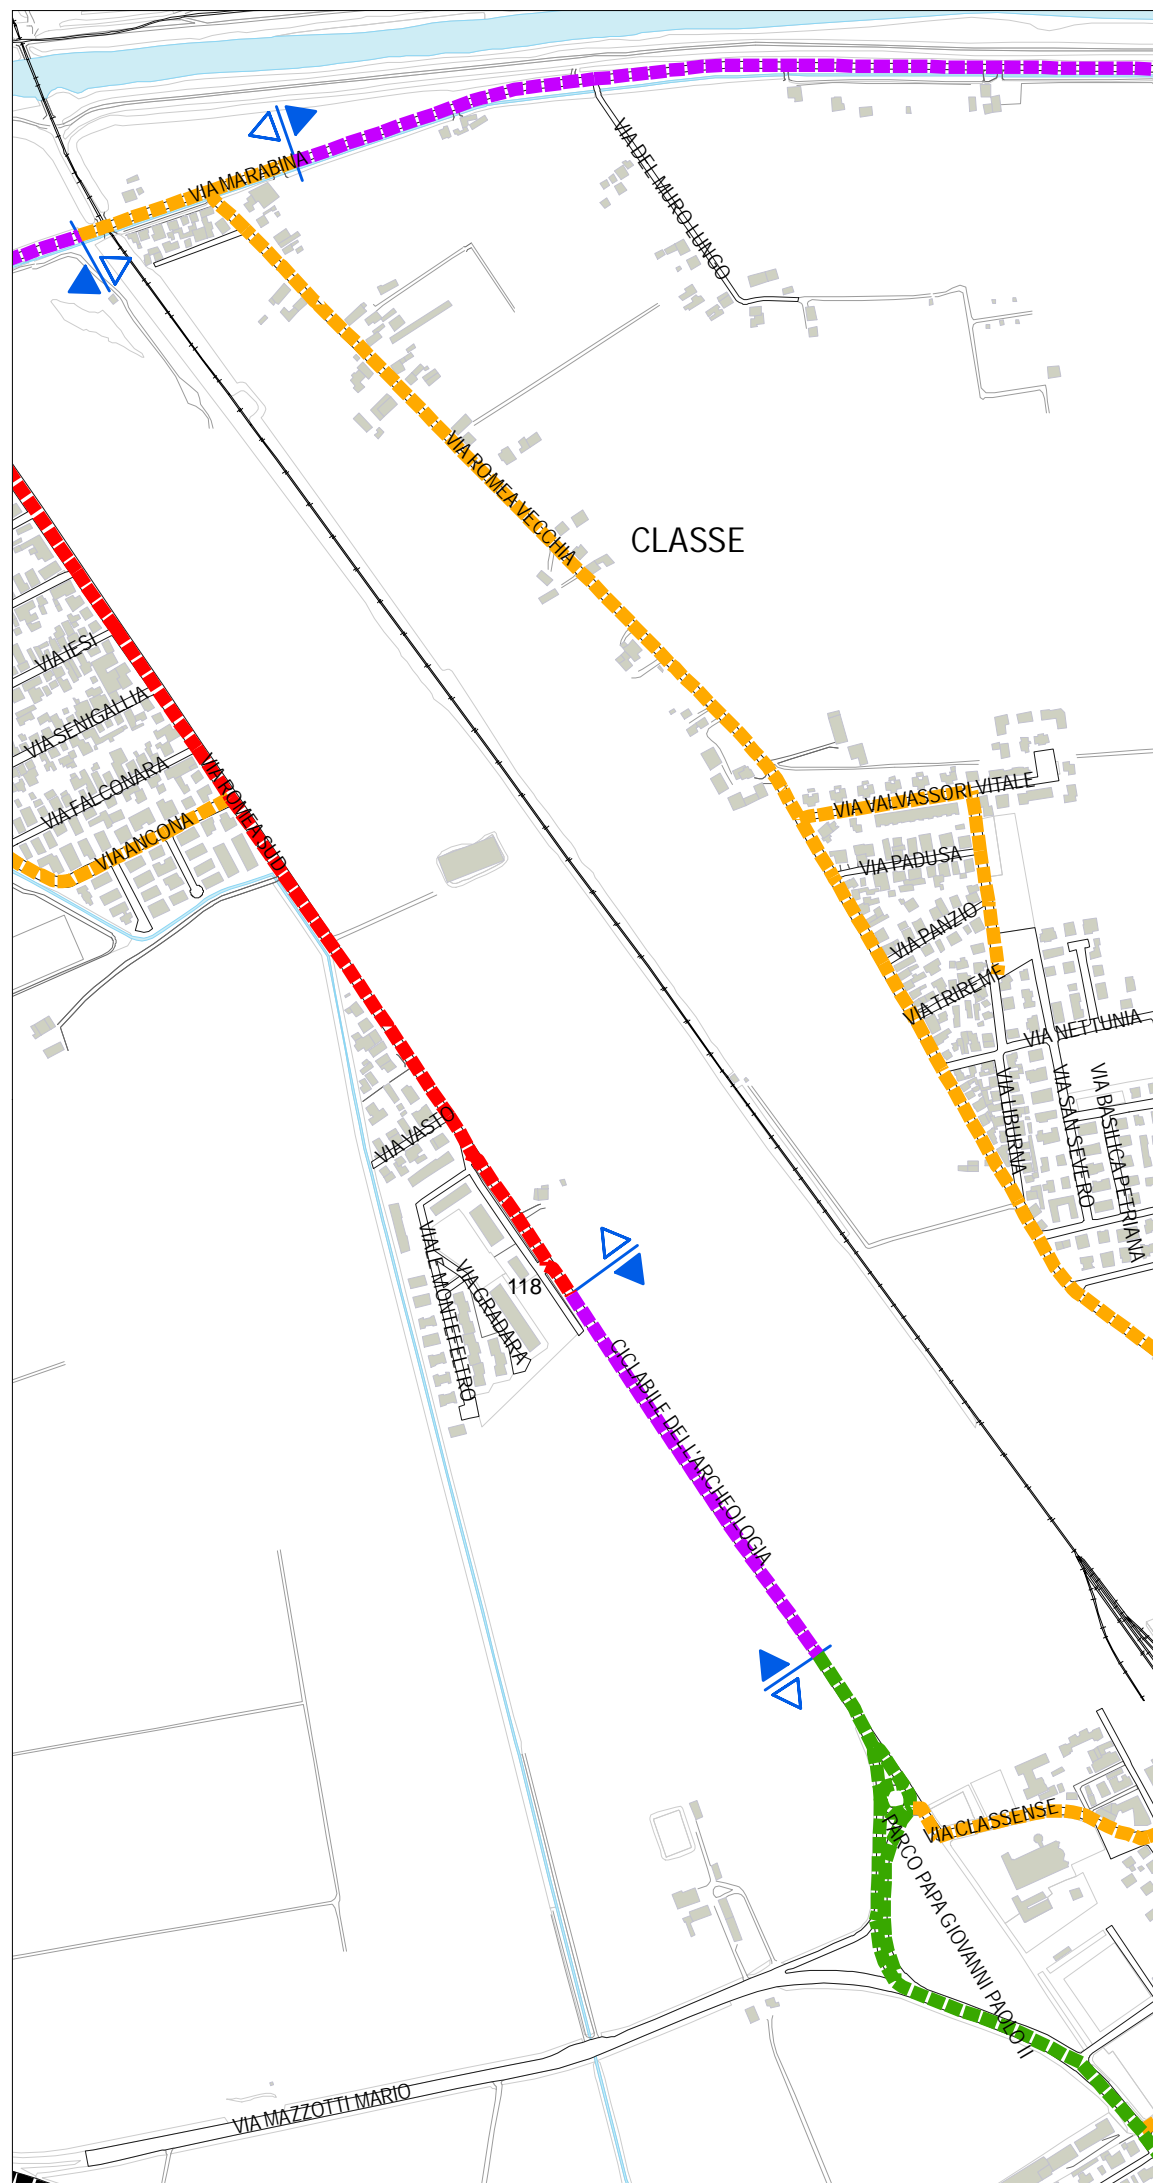 VIA MARABINA
VIA DEL MURO LUNGO
VIA ROMEA VECCHIA
CLASSE
VIA IESI
VIA SENIGALLIA
VIA FALCONARA
VIA ROMEA SUD
VIA ANCONA
VIA VALVASSORI VITALE
VIA PADUSA
VIA PANZIO
VIA TRIREME
VIA NETTUNIA
VIA LIBURNA
VIA SAN SEVERO
VIA BASILICA PETRIANA
VIA VASTO
VIALE MONTEFELTRO
VIA GRADARA
118
CICLABILE DELL'ARCHEOLOGIA
VIA CLASSENSE
PARCO PAPA GIOVANNI PAOLO II
VIA MAZZOTTI MARIO